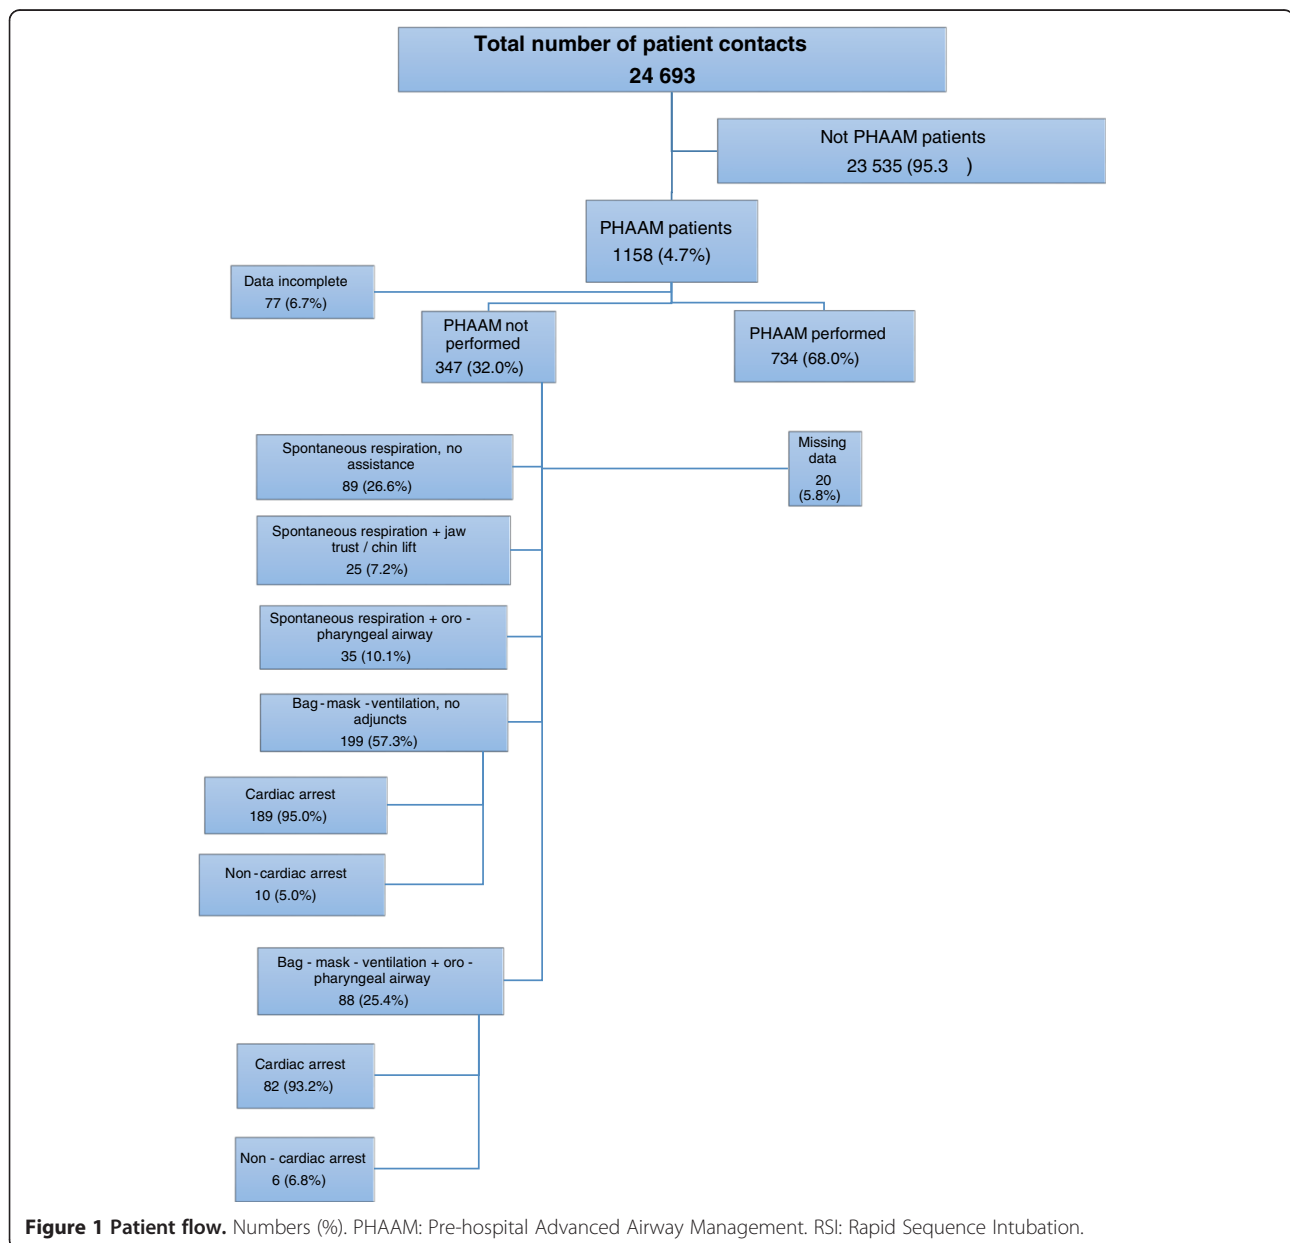 Total number of patient contacts
24 693
Not PHAAM patients
23 535 (95.3 )
PHAAM patients
1158 (4.7%)
Data incomplete
77 (6.7%)
PHAAM not
performed
347 (32.0%)
PHAAM performed
734 (68.0%)
Spontaneous respiration, no
assistance
89 (26.6%)
Missing
data
20
(5.8%)
Spontaneous respiration + jaw
trust / chin lift
25 (7.2%)
Spontaneous respiration + oro -
pharyngeal airway
35 (10.1%)
Bag - mask - ventilation, no
adjuncts
199 (57.3%)
Cardiac arrest
189 (95.0%)
Non - cardiac arrest
10 (5.0%)
Bag - mask - ventilation + oro -
pharyngeal airway
88 (25.4%)
Cardiac arrest
82 (93.2%)
Non - cardiac arrest
6 (6.8%)
Figure 1 Patient flow. Numbers (%). PHAAM: Pre-hospital Advanced Airway Management. RSI: Rapid Sequence Intubation.